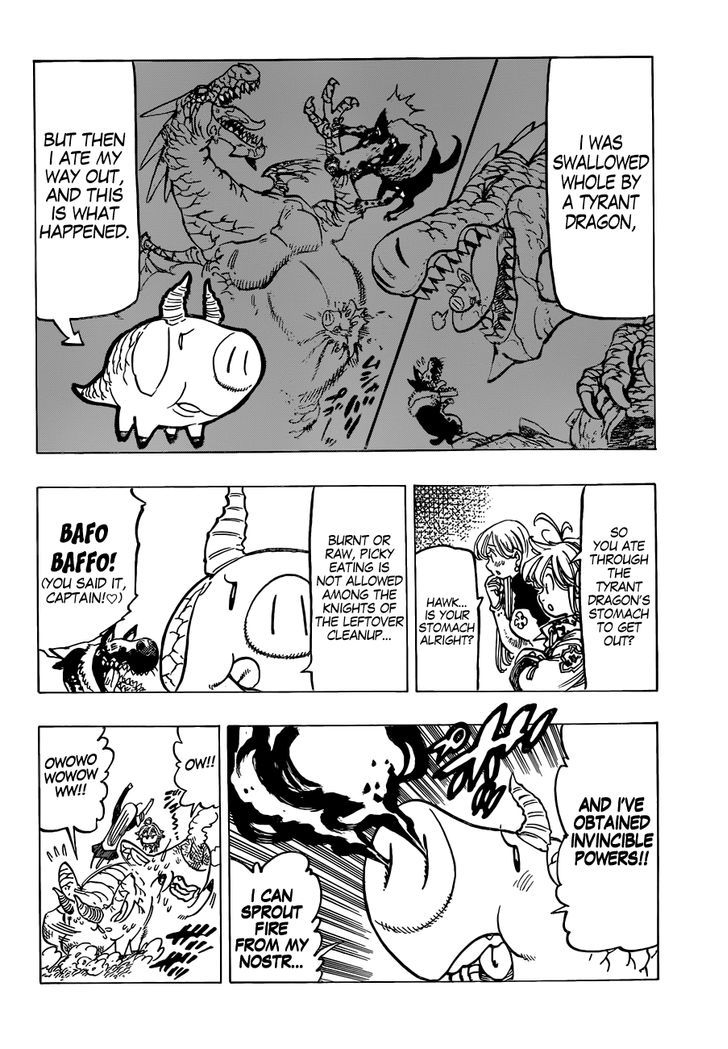 I WAS
SWALLOWED
WHOLE BY
A TYRANT
DRAGON,
BUT THEN
I ATE MY
WAY OUT,
AND THIS
IS WHAT
HAPPENED.
SO
YOU ATE
THROUGH
THE
TYRANT
DRAGON'S
STOMACH
TO GET
OUT?
HAWK...
IS YOUR
STOMACH
ALRIGHT?
BURNT OR
RAW, PICKY
EATING IS
NOT ALLOWED
AMONG THE
KNIGHTS OF
THE LEFTOVER
CLEANUP...
BAFO
BAFFO!
(YOU SAID IT,
CAPTAIN!♡)
AND I'VE
OBTAINED
INVINCIBLE
POWERS!!
I CAN
SPROUT
FIRE
FROM MY
NOSTR...
OW!!
OWOWO
WOWOW
WW!!